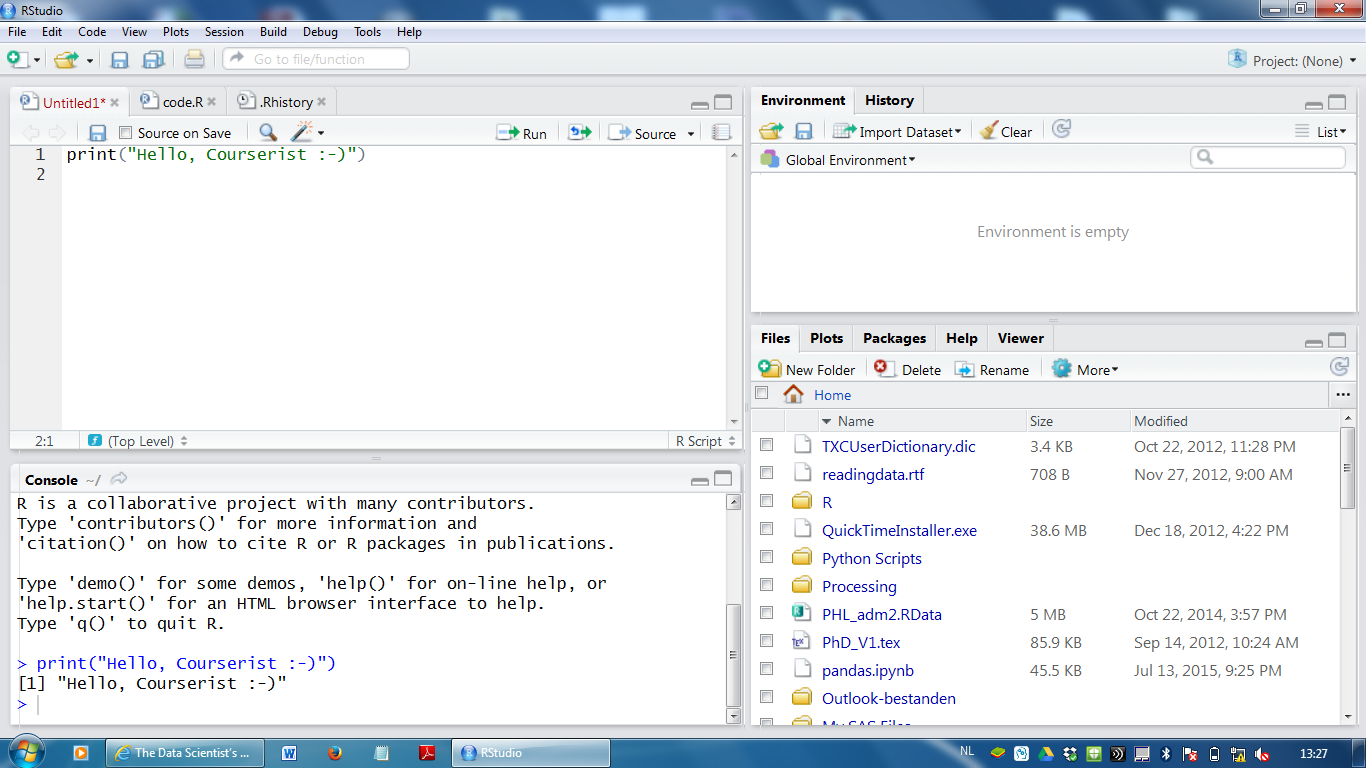 RStudio
File Edit Code View Plots Session Build Debug Tools Help
Go to file/function
Project: (None)
Untitled1* code.R .Rhistory
Source on Save Run Source
1 print("Hello, Courserist :-)")
2
2:1 (Top Level) R Script
Console ~/
R is a collaborative project with many contributors.
Type 'contributors()' for more information and
'citation()' on how to cite R or R packages in publications.
Type 'demo()' for some demos, 'help()' for on-line help, or
'help.start()' for an HTML browser interface to help.
Type 'q()' to quit R.
> print("Hello, Courserist :-)")
[1] "Hello, Courserist :-)"
>
Environment History
Import Dataset Clear List
Global Environment
Environment is empty
Files Plots Packages Help Viewer
New Folder Delete Rename More
Home ...
Name Size Modified
TXCUserDictionary.dic 3.4 KB Oct 22, 2012, 11:28 PM
readingdata.rtf 708 B Nov 27, 2012, 9:00 AM
R
QuickTimeInstaller.exe 38.6 MB Dec 18, 2012, 4:22 PM
Python Scripts
Processing
PHL_adm2.RData 5 MB Oct 22, 2014, 3:57 PM
PhD_V1.tex 85.9 KB Sep 14, 2012, 10:24 AM
pandas.ipynb 45.5 KB Jul 13, 2015, 9:25 PM
Outlook-bestanden
My SAS Files
The Data Scientist's ... RStudio NL 13:27